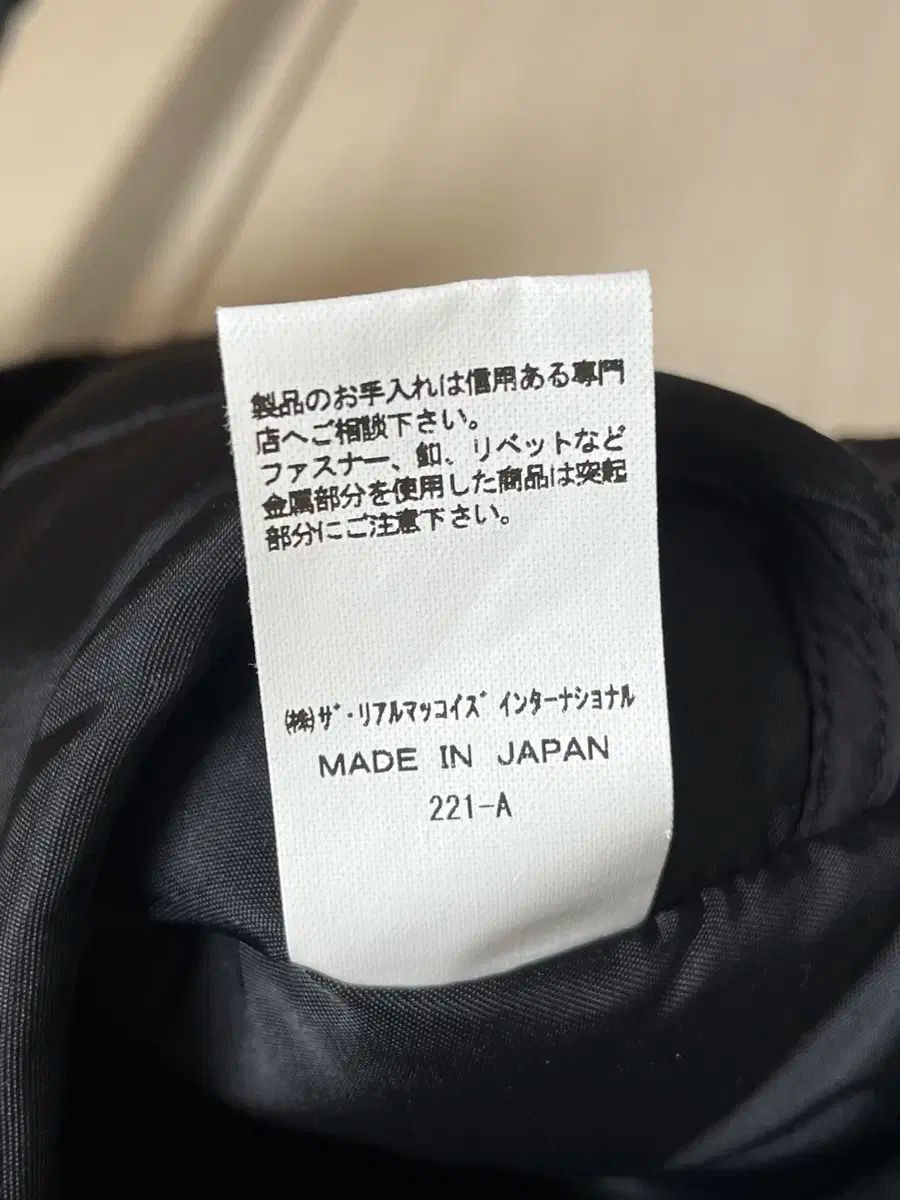 製品のお手入れは信用ある専門
店へご相談下さい。
ファスナー、釦、リベットなど
金属部分を使用した商品は突起
部分にご注意下さい。
㈱ザ・リアルマッコイズ インターナショナル
MADE IN JAPAN
221-A